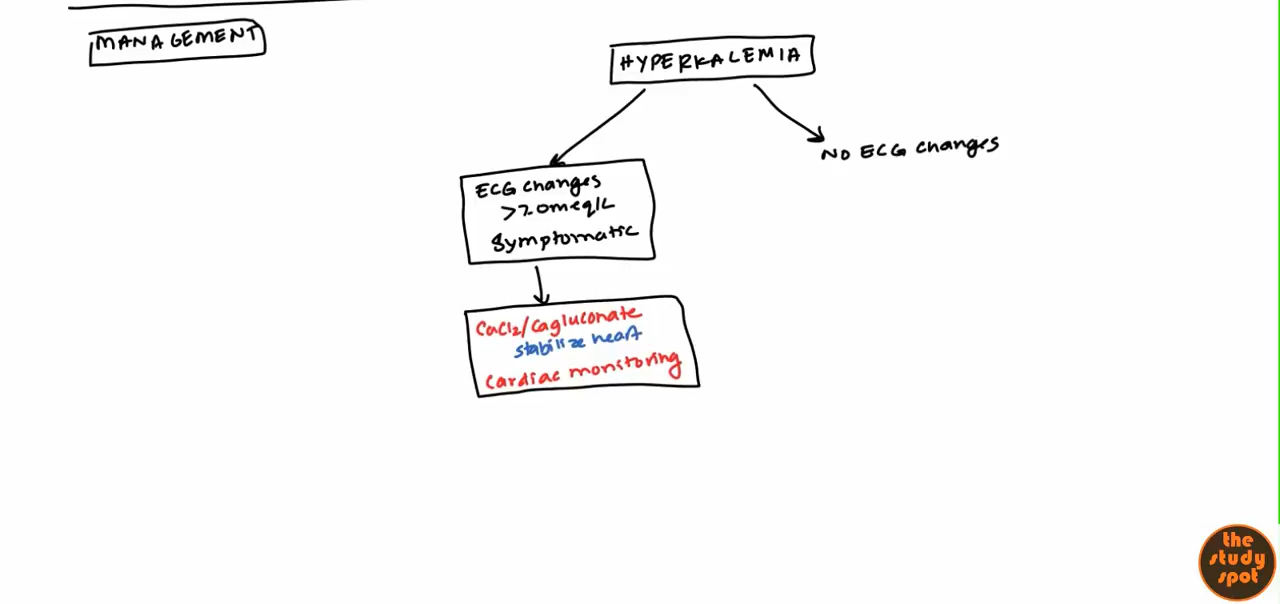 MANAGEMENT
HYPERKALEMIA
NO ECG changes
ECG changes
>7.0meq/L
Symptomatic
CaCl2/Cagluconate
stabilize heart
Cardiac monitoring
the
study
spot